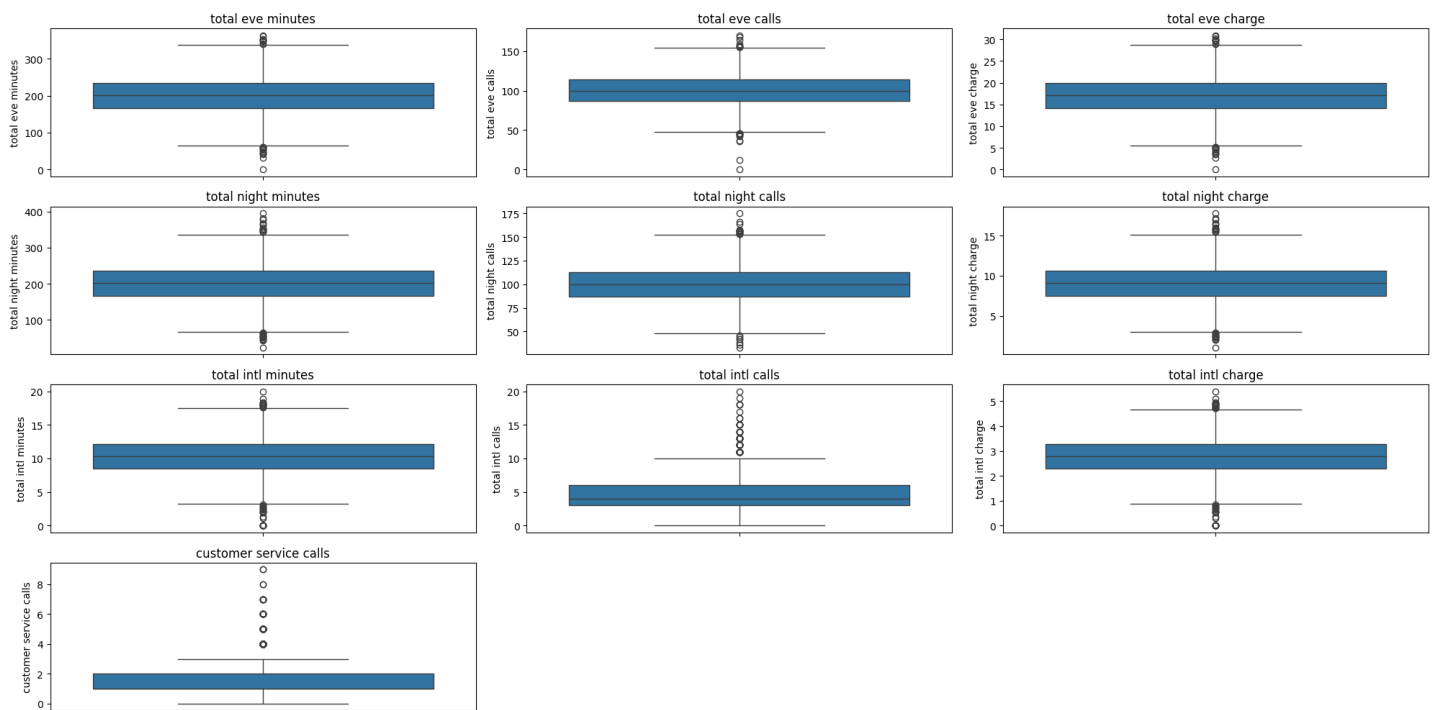 total eve minutes
total eve minutes
300
200
100
0
total eve calls
total eve calls
150
100
50
0
total eve charge
total eve charge
30
25
20
15
10
5
0
total night minutes
total night minutes
400
300
200
100
total night calls
total night calls
175
150
125
100
75
50
total night charge
total night charge
15
10
5
total intl minutes
total intl minutes
20
15
10
5
0
total intl calls
total intl calls
20
15
10
5
0
total intl charge
total intl charge
5
4
3
2
1
0
customer service calls
customer service calls
8
6
4
2
0